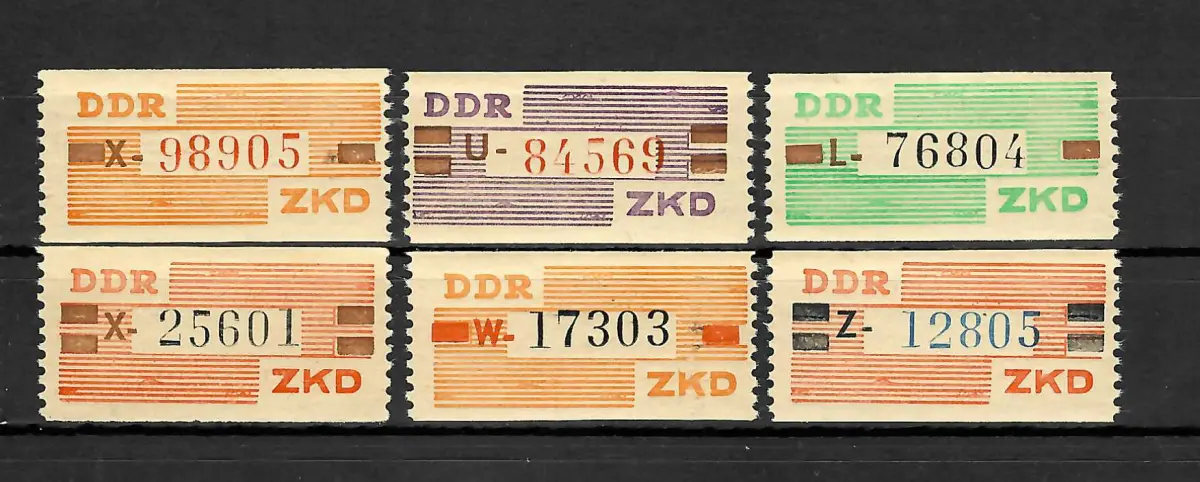 DDR
X- 98905
ZKD
DDR
U- 84569
ZKD
DDR
L- 76804
ZKD
DDR
X- 25601
ZKD
DDR
W- 17303
ZKD
DDR
Z- 12805
ZKD